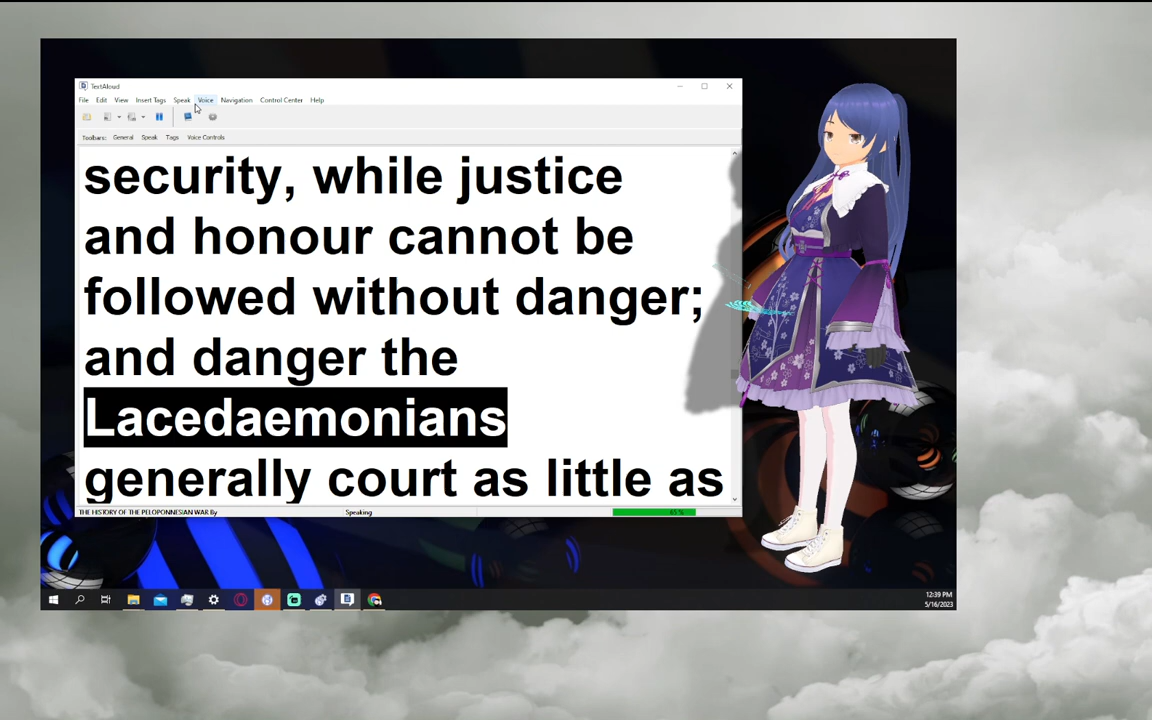 TextAloud
File Edit View Insert Tags Speak Voice Navigation Control Center Help
Toolbars: General Speak Tags Voice Controls
security, while justice
and honour cannot be
followed without danger;
and danger the
Lacedaemonians
generally court as little as
THE HISTORY OF THE PELOPONNESIAN WAR By
Speaking
65 %
12:39 PM
5/16/2023